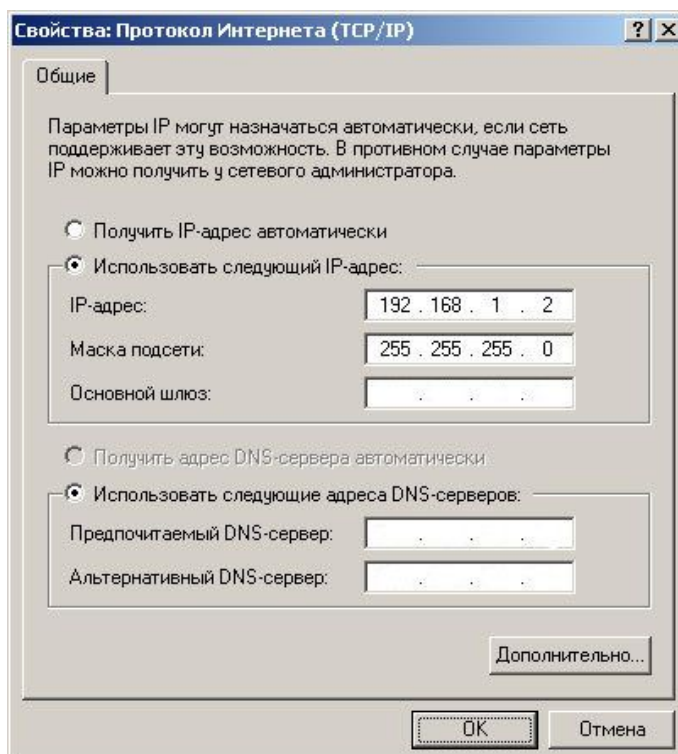 Свойства: Протокол Интернета (TCP/IP)
Общие
Параметры IP могут назначаться автоматически, если сеть
поддерживает эту возможность. В противном случае параметры
IP можно получить у сетевого администратора.
Получить IP-адрес автоматически
Использовать следующий IP-адрес:
IP-адрес: 192 . 168 . 1 . 2
Маска подсети: 255 . 255 . 255 . 0
Основной шлюз: . . .
Получить адрес DNS-сервера автоматически
Использовать следующие адреса DNS-серверов:
Предпочитаемый DNS-сервер: . . .
Альтернативный DNS-сервер: . . .
Дополнительно...
OK Отмена